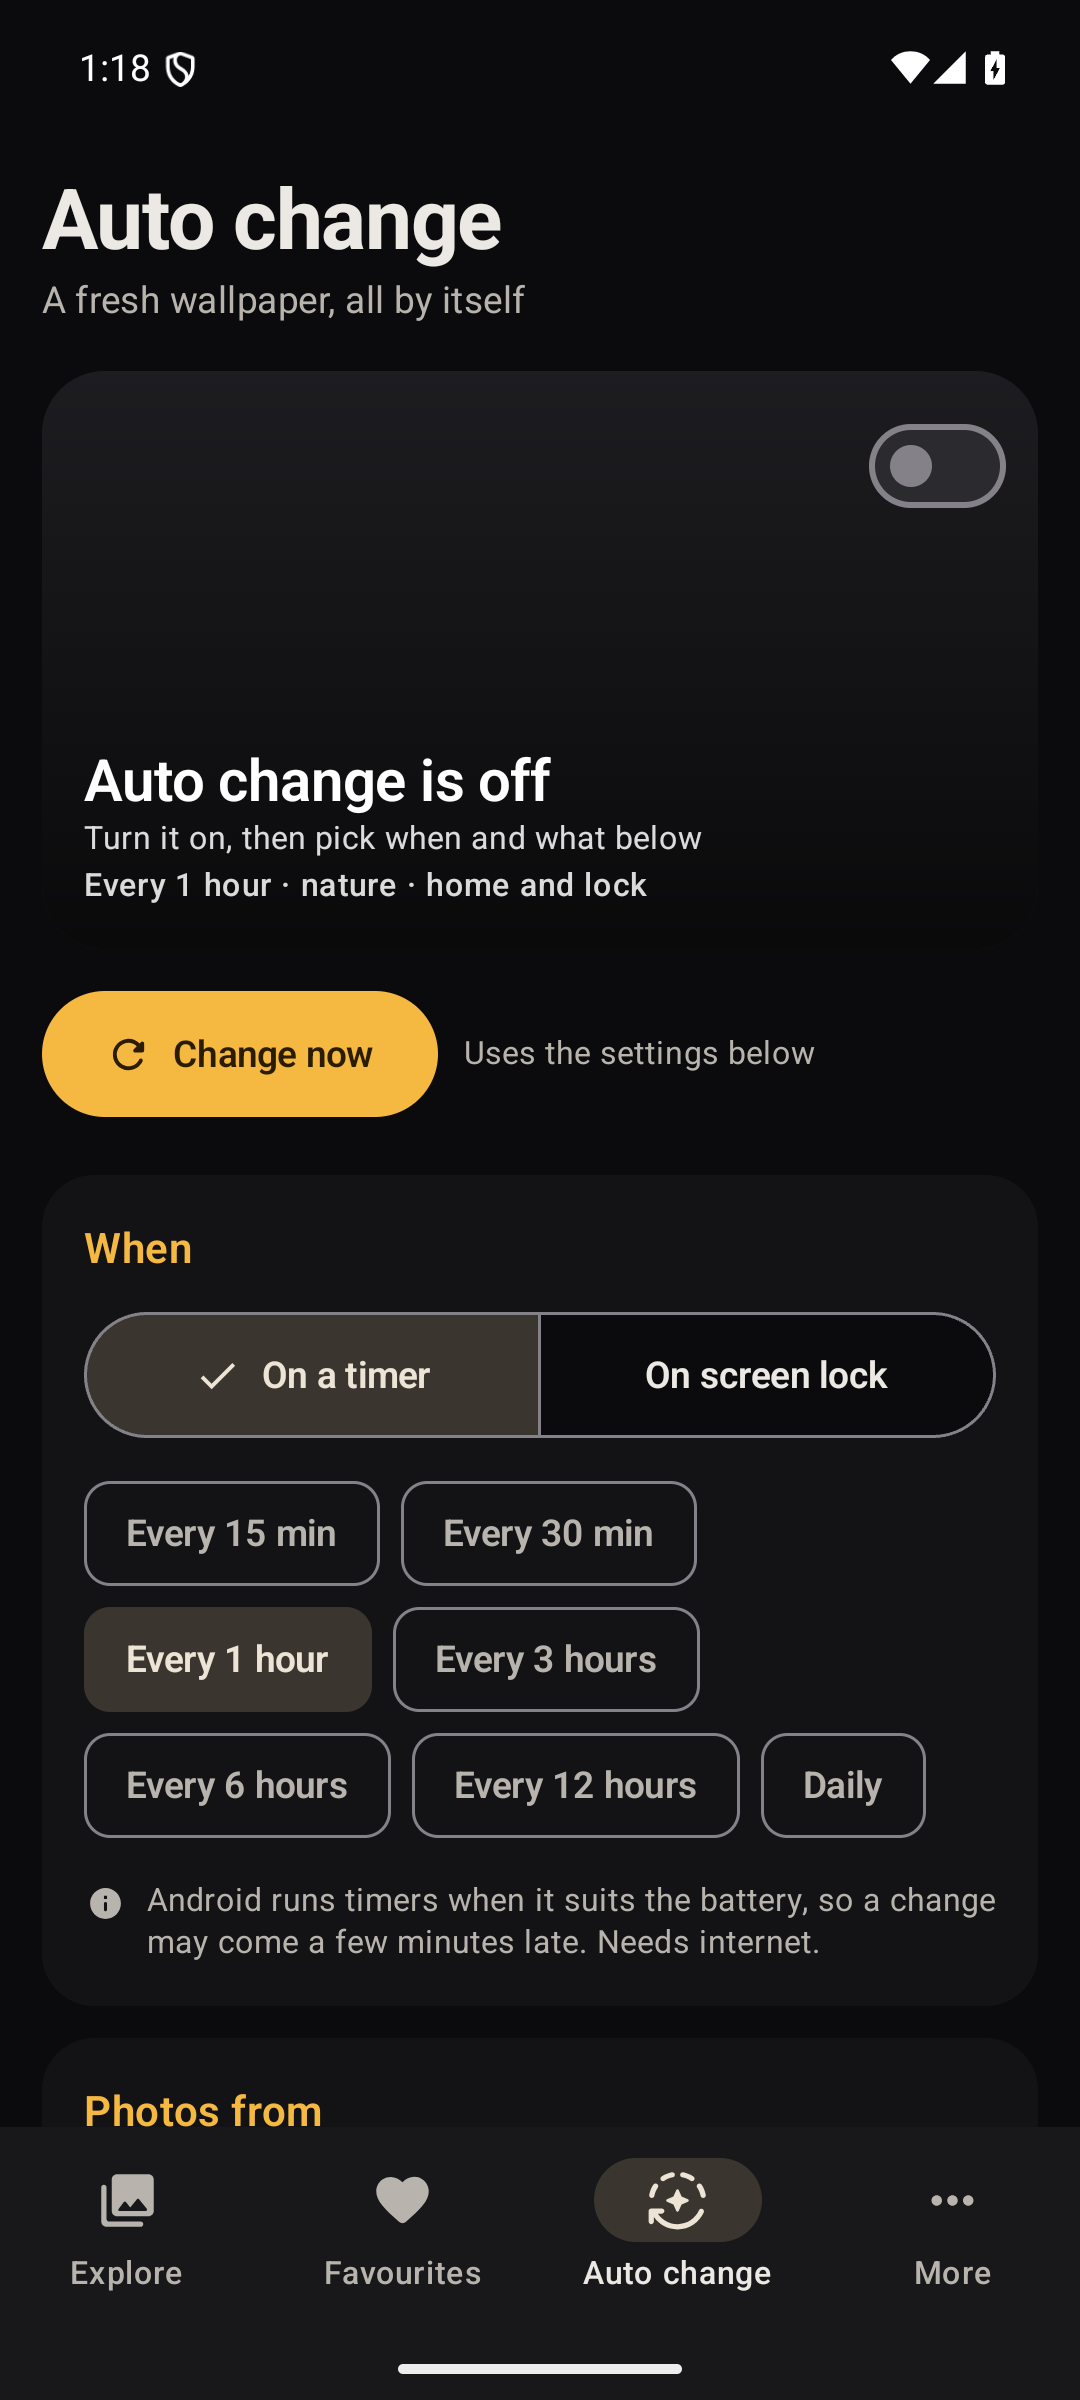 1:18
Auto change
A fresh wallpaper, all by itself
Auto change is off
Turn it on, then pick when and what below
Every 1 hour · nature · home and lock
Change now
Uses the settings below
When
On a timer
On screen lock
Every 15 min
Every 30 min
Every 1 hour
Every 3 hours
Every 6 hours
Every 12 hours
Daily
Android runs timers when it suits the battery, so a change
may come a few minutes late. Needs internet.
Photos from
Explore
Favourites
Auto change
More